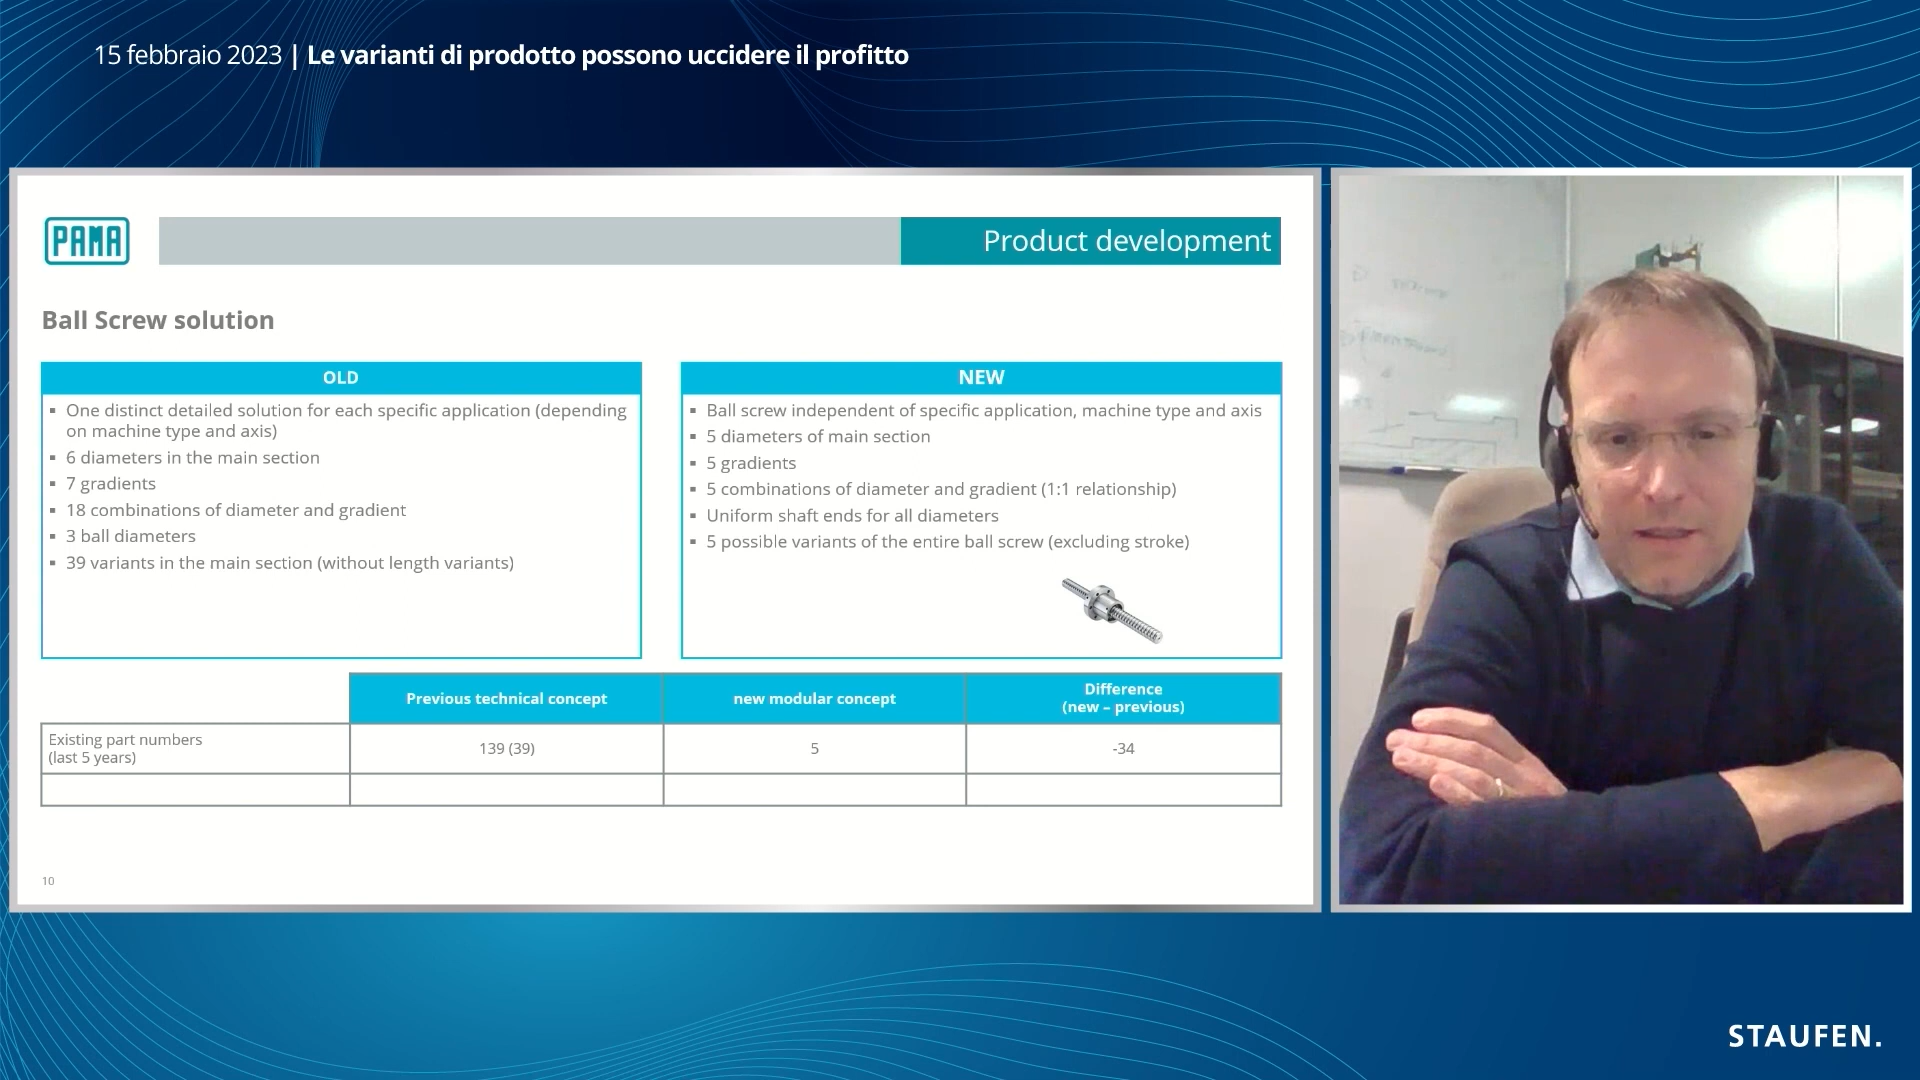 15 febbraio 2023 | Le varianti di prodotto possono uccidere il profitto
PAMA
Product development
Ball Screw solution
OLD
▪ One distinct detailed solution for each specific application (depending
on machine type and axis)
▪ 6 diameters in the main section
▪ 7 gradients
▪ 18 combinations of diameter and gradient
▪ 3 ball diameters
▪ 39 variants in the main section (without length variants)
NEW
▪ Ball screw independent of specific application, machine type and axis
▪ 5 diameters of main section
▪ 5 gradients
▪ 5 combinations of diameter and gradient (1:1 relationship)
▪ Uniform shaft ends for all diameters
▪ 5 possible variants of the entire ball screw (excluding stroke)
Previous technical concept
new modular concept
Difference
(new – previous)
Existing part numbers
(last 5 years)
139 (39)
5
-34
10
STAUFEN.